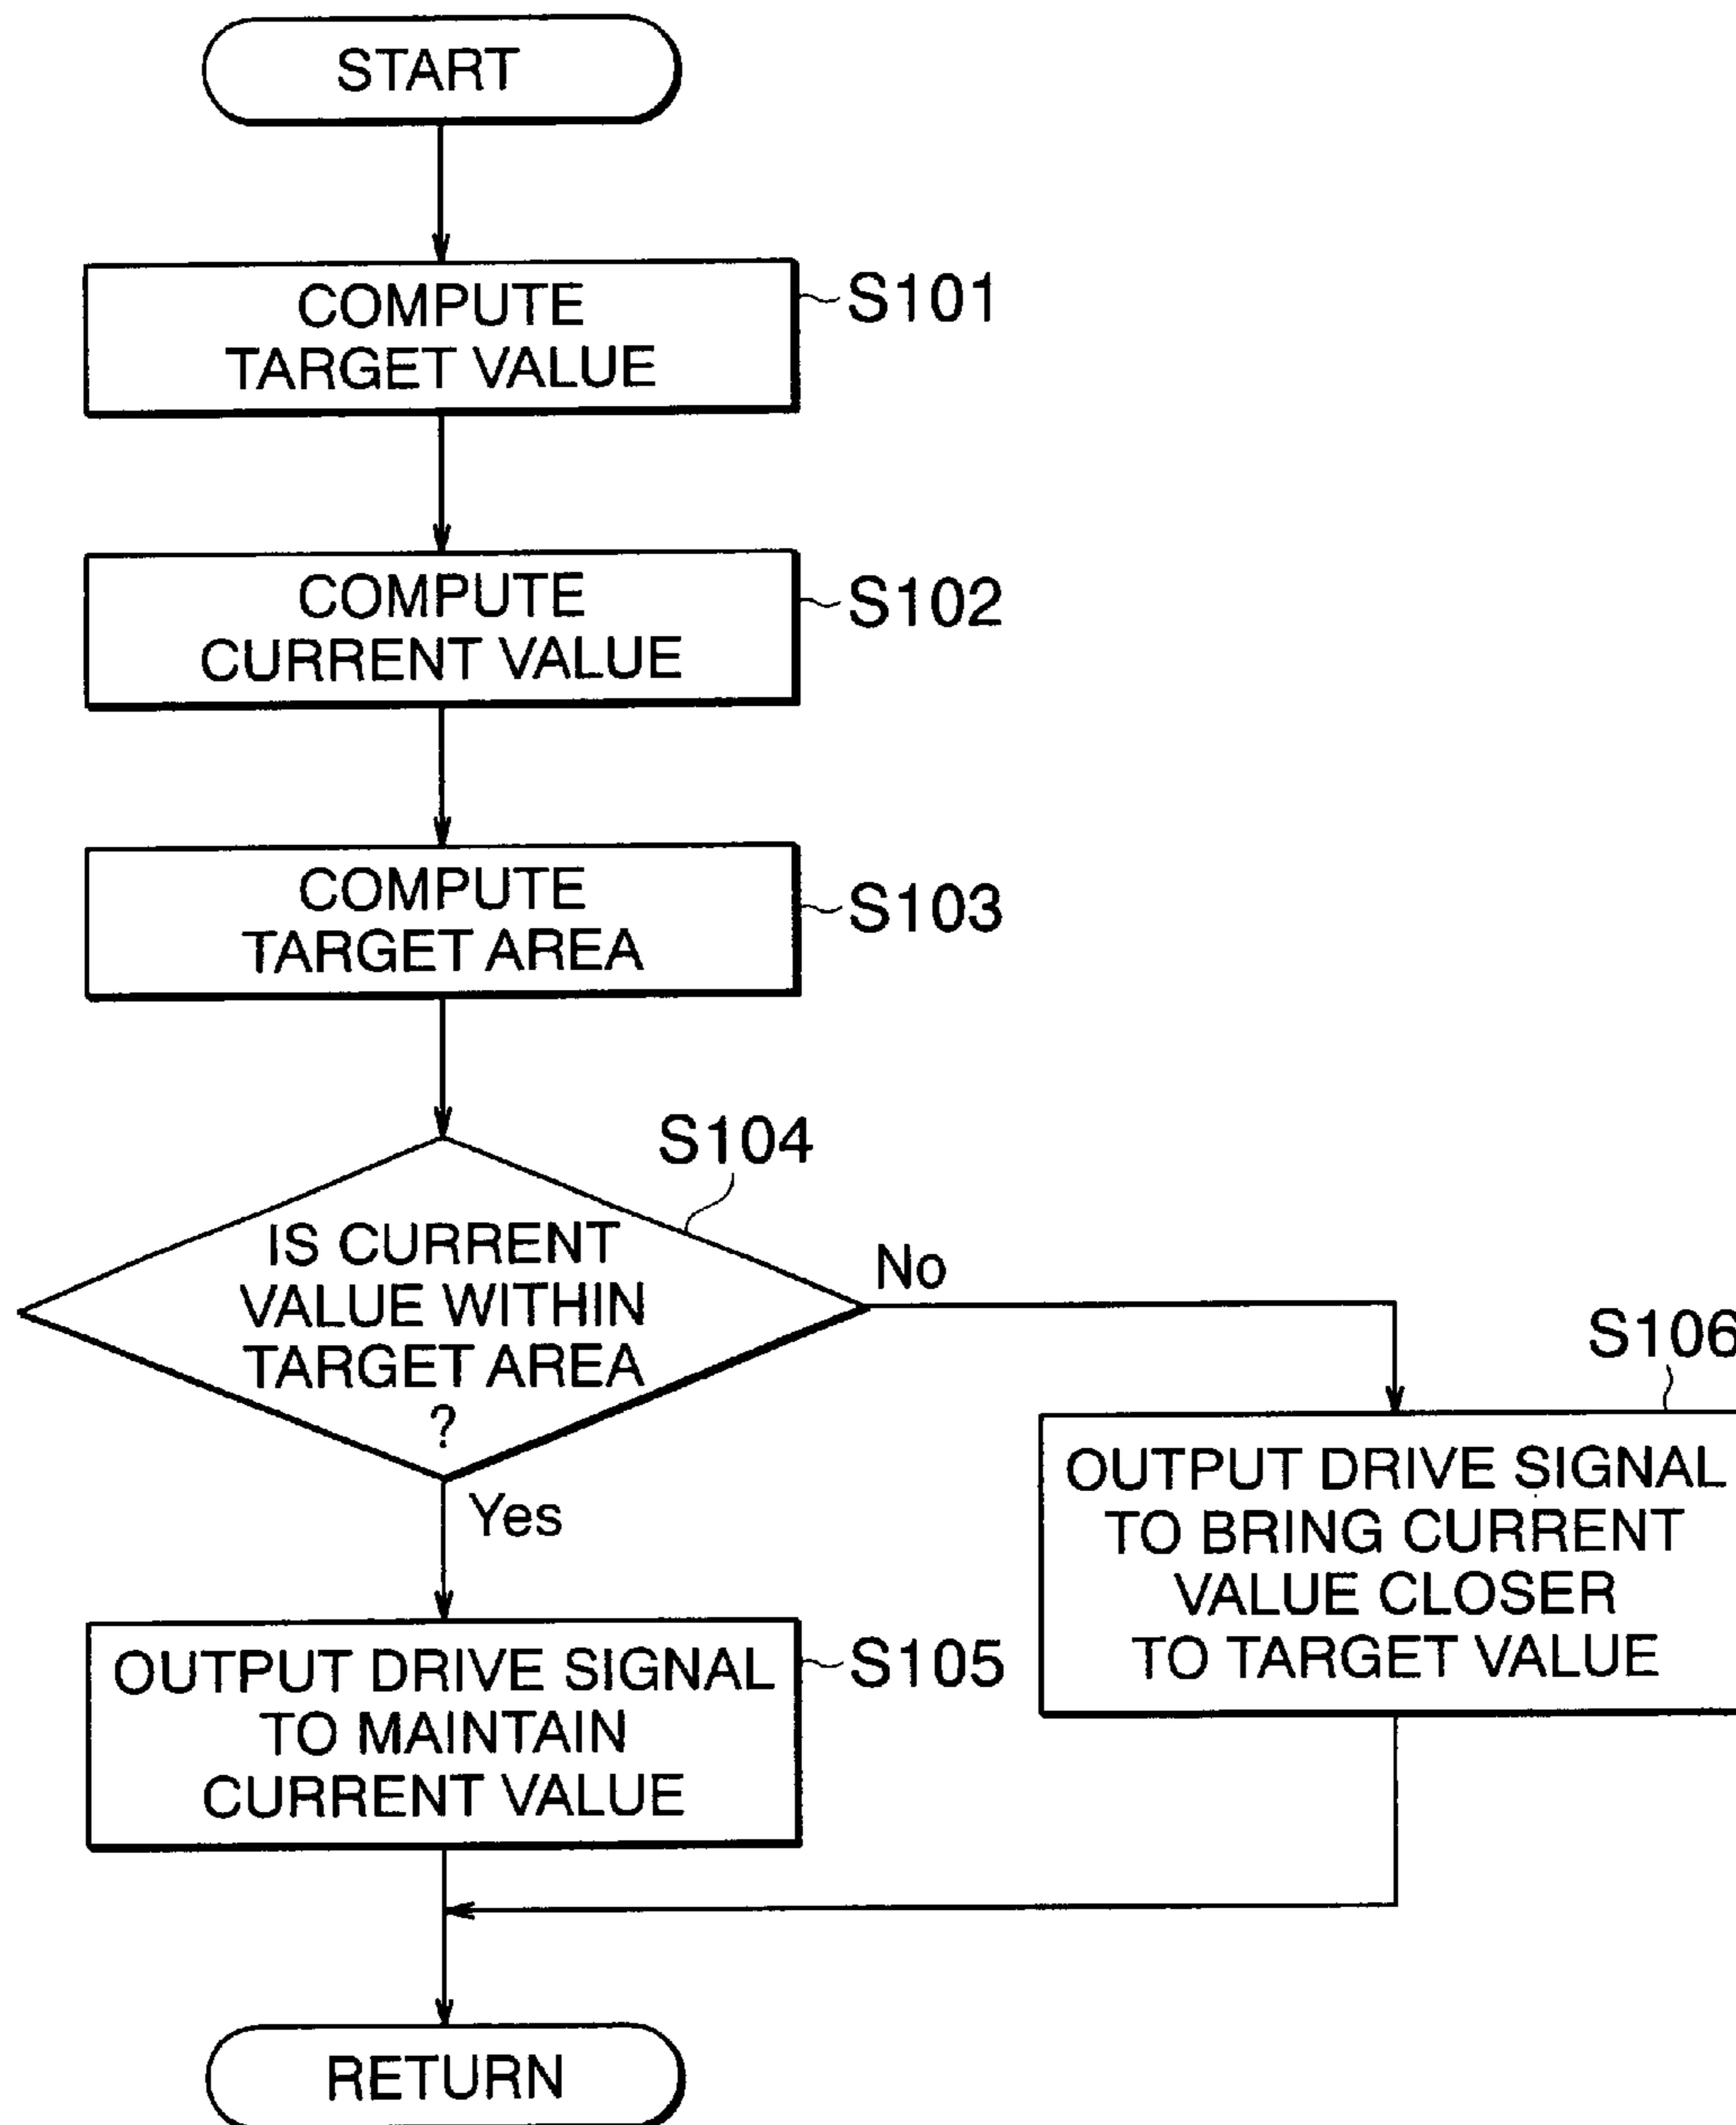 START
COMPUTE
TARGET VALUE
S101
COMPUTE
CURRENT VALUE
S102
COMPUTE
TARGET AREA
S103
S104
IS CURRENT
VALUE WITHIN
TARGET AREA
?
No
Yes
S106
OUTPUT DRIVE SIGNAL
TO BRING CURRENT
VALUE CLOSER
TO TARGET VALUE
OUTPUT DRIVE SIGNAL
TO MAINTAIN
CURRENT VALUE
S105
RETURN